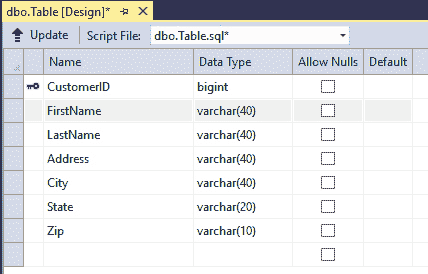 dbo.Table [Design]*
Update Script File: dbo.Table.sql*
Name Data Type Allow Nulls Default
CustomerID bigint
FirstName varchar(40)
LastName varchar(40)
Address varchar(40)
City varchar(40)
State varchar(20)
Zip varchar(10)